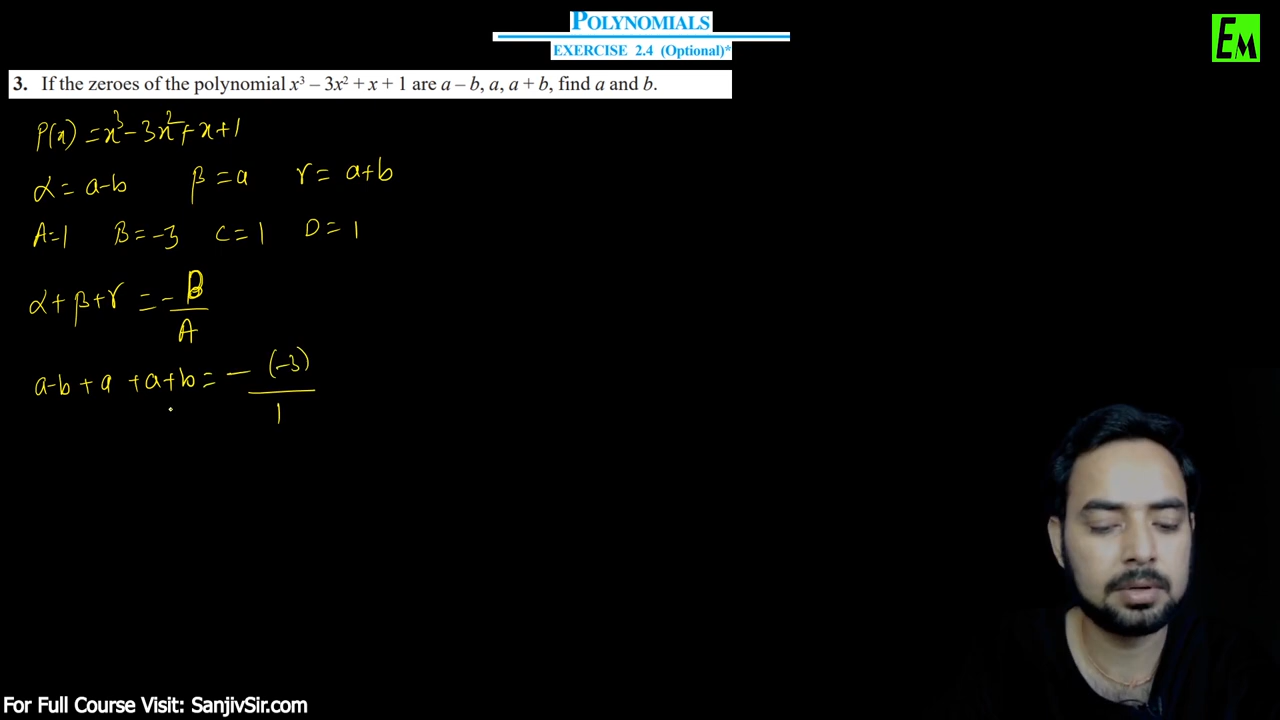 POLYNOMIALS
EXERCISE 2.4 (Optional)*
EM
3. If the zeroes of the polynomial x³ – 3x² + x + 1 are a – b, a, a + b, find a and b.
P(x) = x³ - 3x² + x + 1
α = a-b β = a γ = a+b
A=1 B = -3 C = 1 D = 1
α + β + γ = - B/A
a-b + a + a+b = - (-3)/1
For Full Course Visit: SanjivSir.com